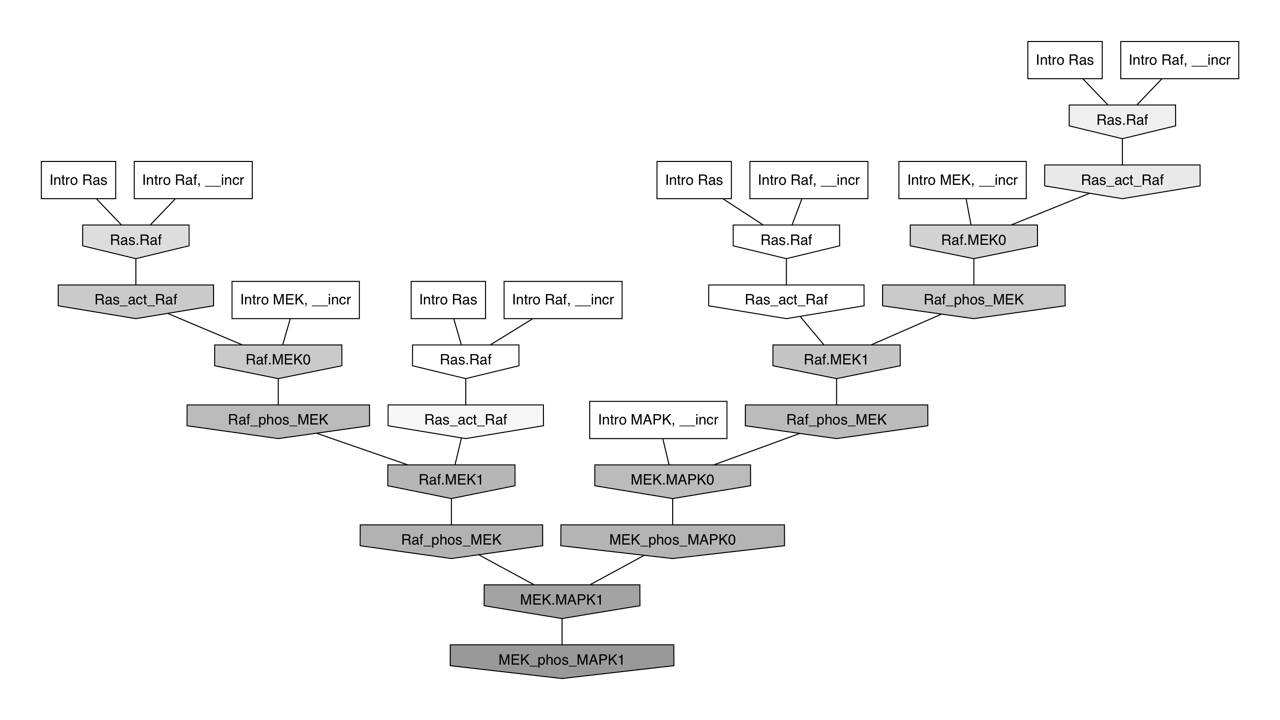 Intro Ras
Intro Raf, __incr
Ras.Raf
Intro Ras
Intro Raf, __incr
Intro Ras
Intro Raf, __incr
Intro MEK, __incr
Ras_act_Raf
Ras.Raf
Ras.Raf
Raf.MEK0
Ras_act_Raf
Intro MEK, __incr
Intro Ras
Intro Raf, __incr
Ras_act_Raf
Raf_phos_MEK
Raf.MEK0
Ras.Raf
Raf.MEK1
Raf_phos_MEK
Ras_act_Raf
Intro MAPK, __incr
Raf_phos_MEK
Raf.MEK1
MEK.MAPK0
Raf_phos_MEK
MEK_phos_MAPK0
MEK.MAPK1
MEK_phos_MAPK1